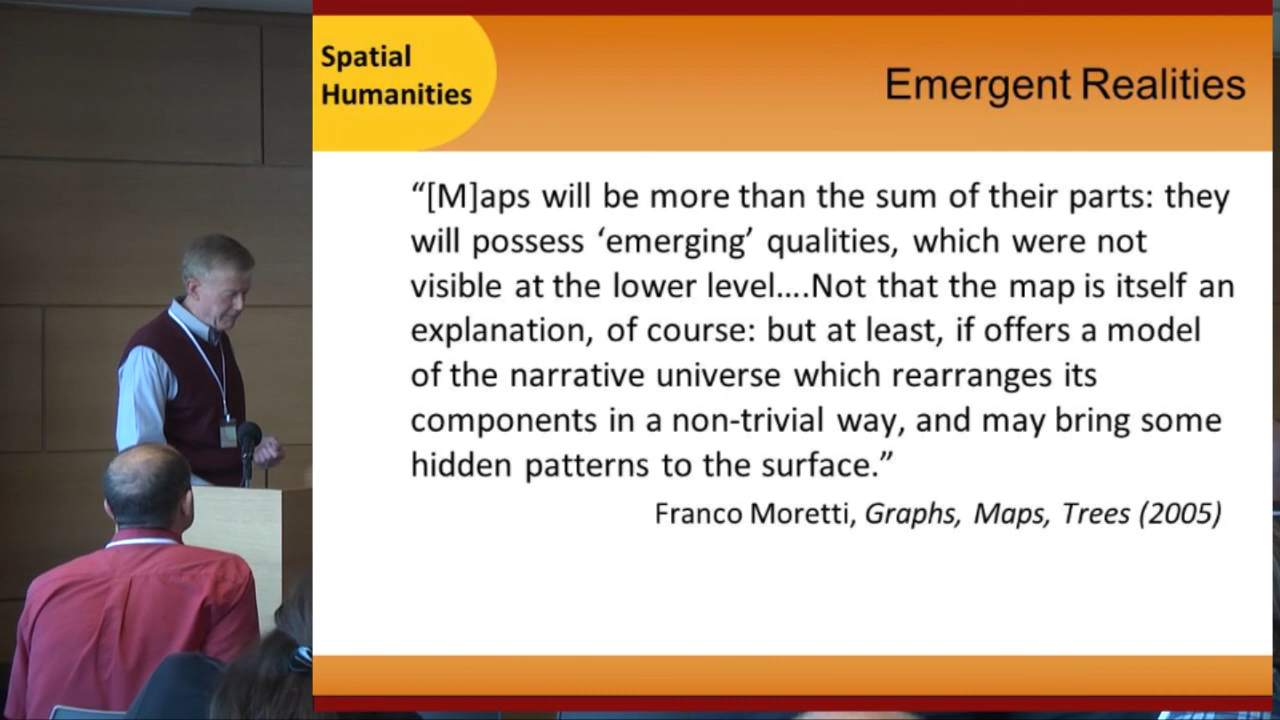 Spatial
Humanities
Emergent Realities
“[M]aps will be more than the sum of their parts: they
will possess ‘emerging’ qualities, which were not
visible at the lower level….Not that the map is itself an
explanation, of course: but at least, if offers a model
of the narrative universe which rearranges its
components in a non-trivial way, and may bring some
hidden patterns to the surface.”
Franco Moretti, Graphs, Maps, Trees (2005)